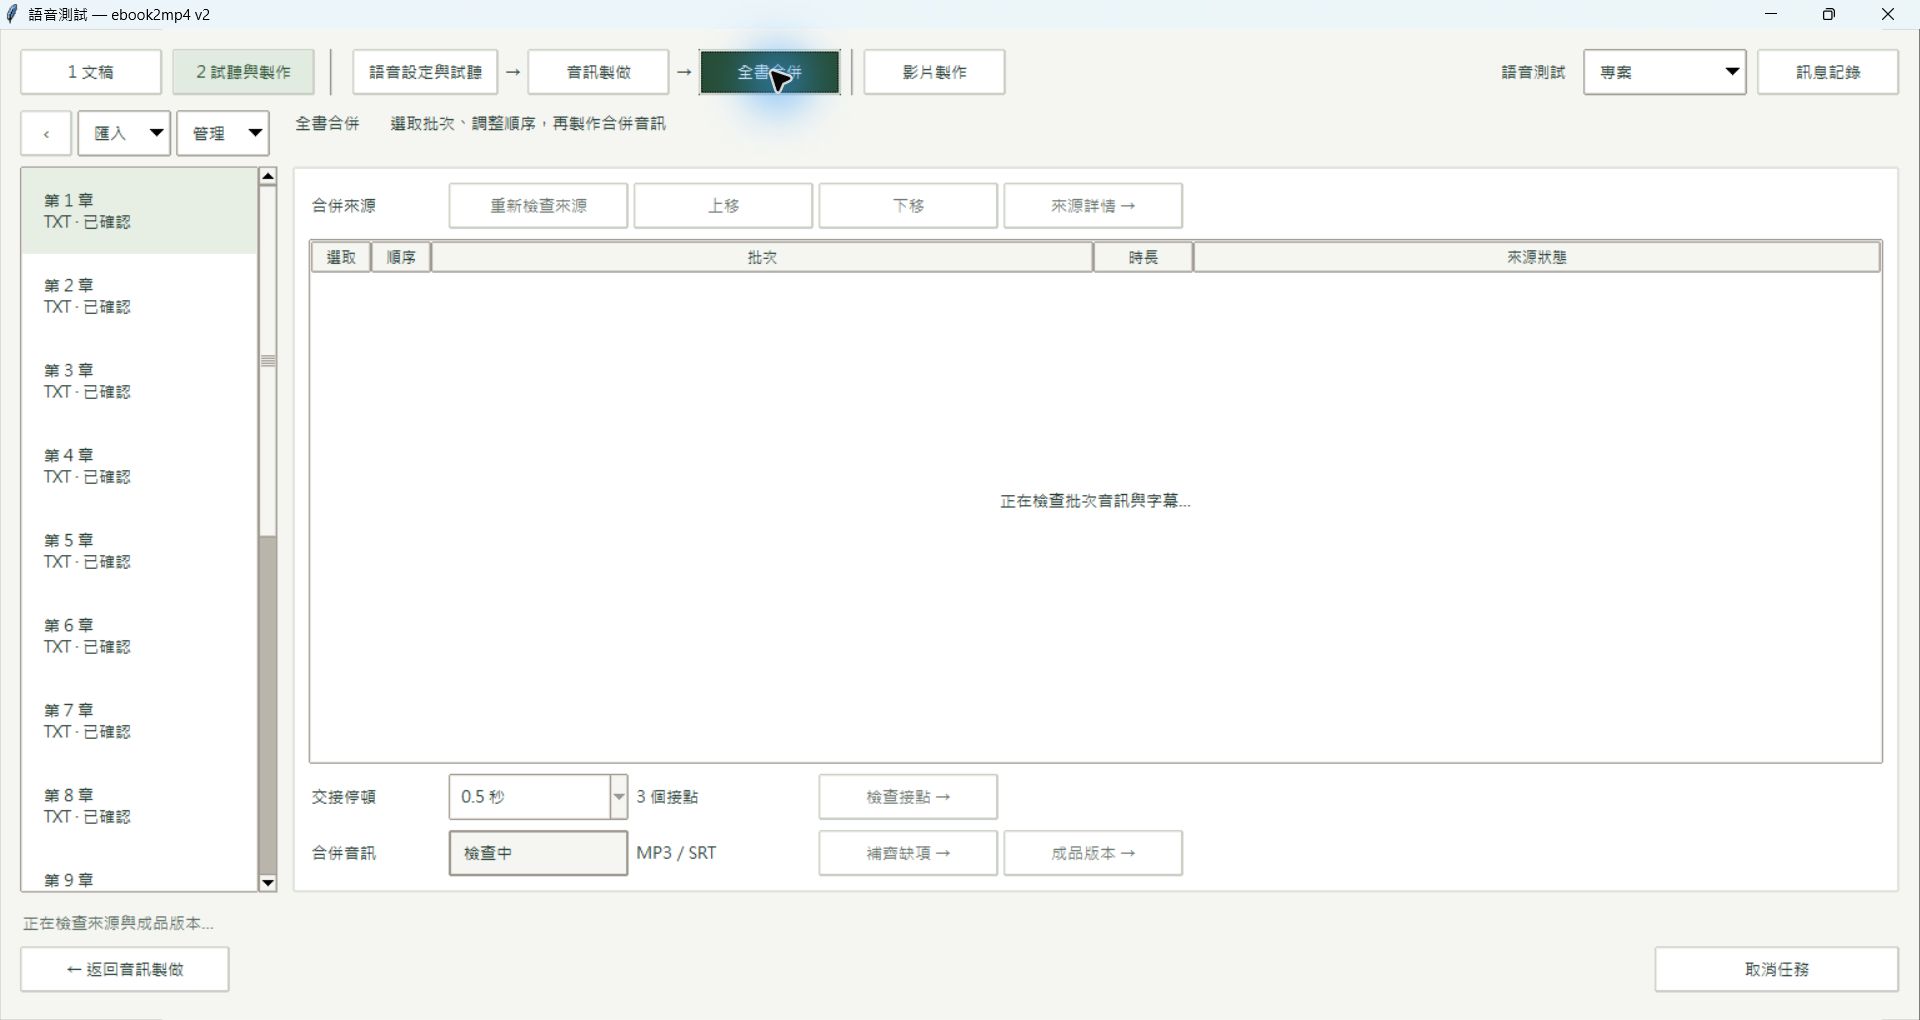 語音測試 — ebook2mp4 v2
1 文稿
2 試聽與製作
語音設定與試聽
→
音訊製做
→
全書合併
影片製作
語音測試
專案
訊息記錄
‹
匯入
管理
全書合併
選取批次、調整順序，再製作合併音訊
第 1 章
TXT · 已確認
第 2 章
TXT · 已確認
第 3 章
TXT · 已確認
第 4 章
TXT · 已確認
第 5 章
TXT · 已確認
第 6 章
TXT · 已確認
第 7 章
TXT · 已確認
第 8 章
TXT · 已確認
第 9 章
合併來源
重新檢查來源
上移
下移
來源詳情 →
選取
順序
批次
時長
來源狀態
正在檢查批次音訊與字幕...
交接停頓
0.5 秒
3 個接點
檢查接點 →
合併音訊
檢查中
MP3 / SRT
補齊缺項 →
成品版本 →
正在檢查來源與成品版本...
← 返回音訊製做
取消任務